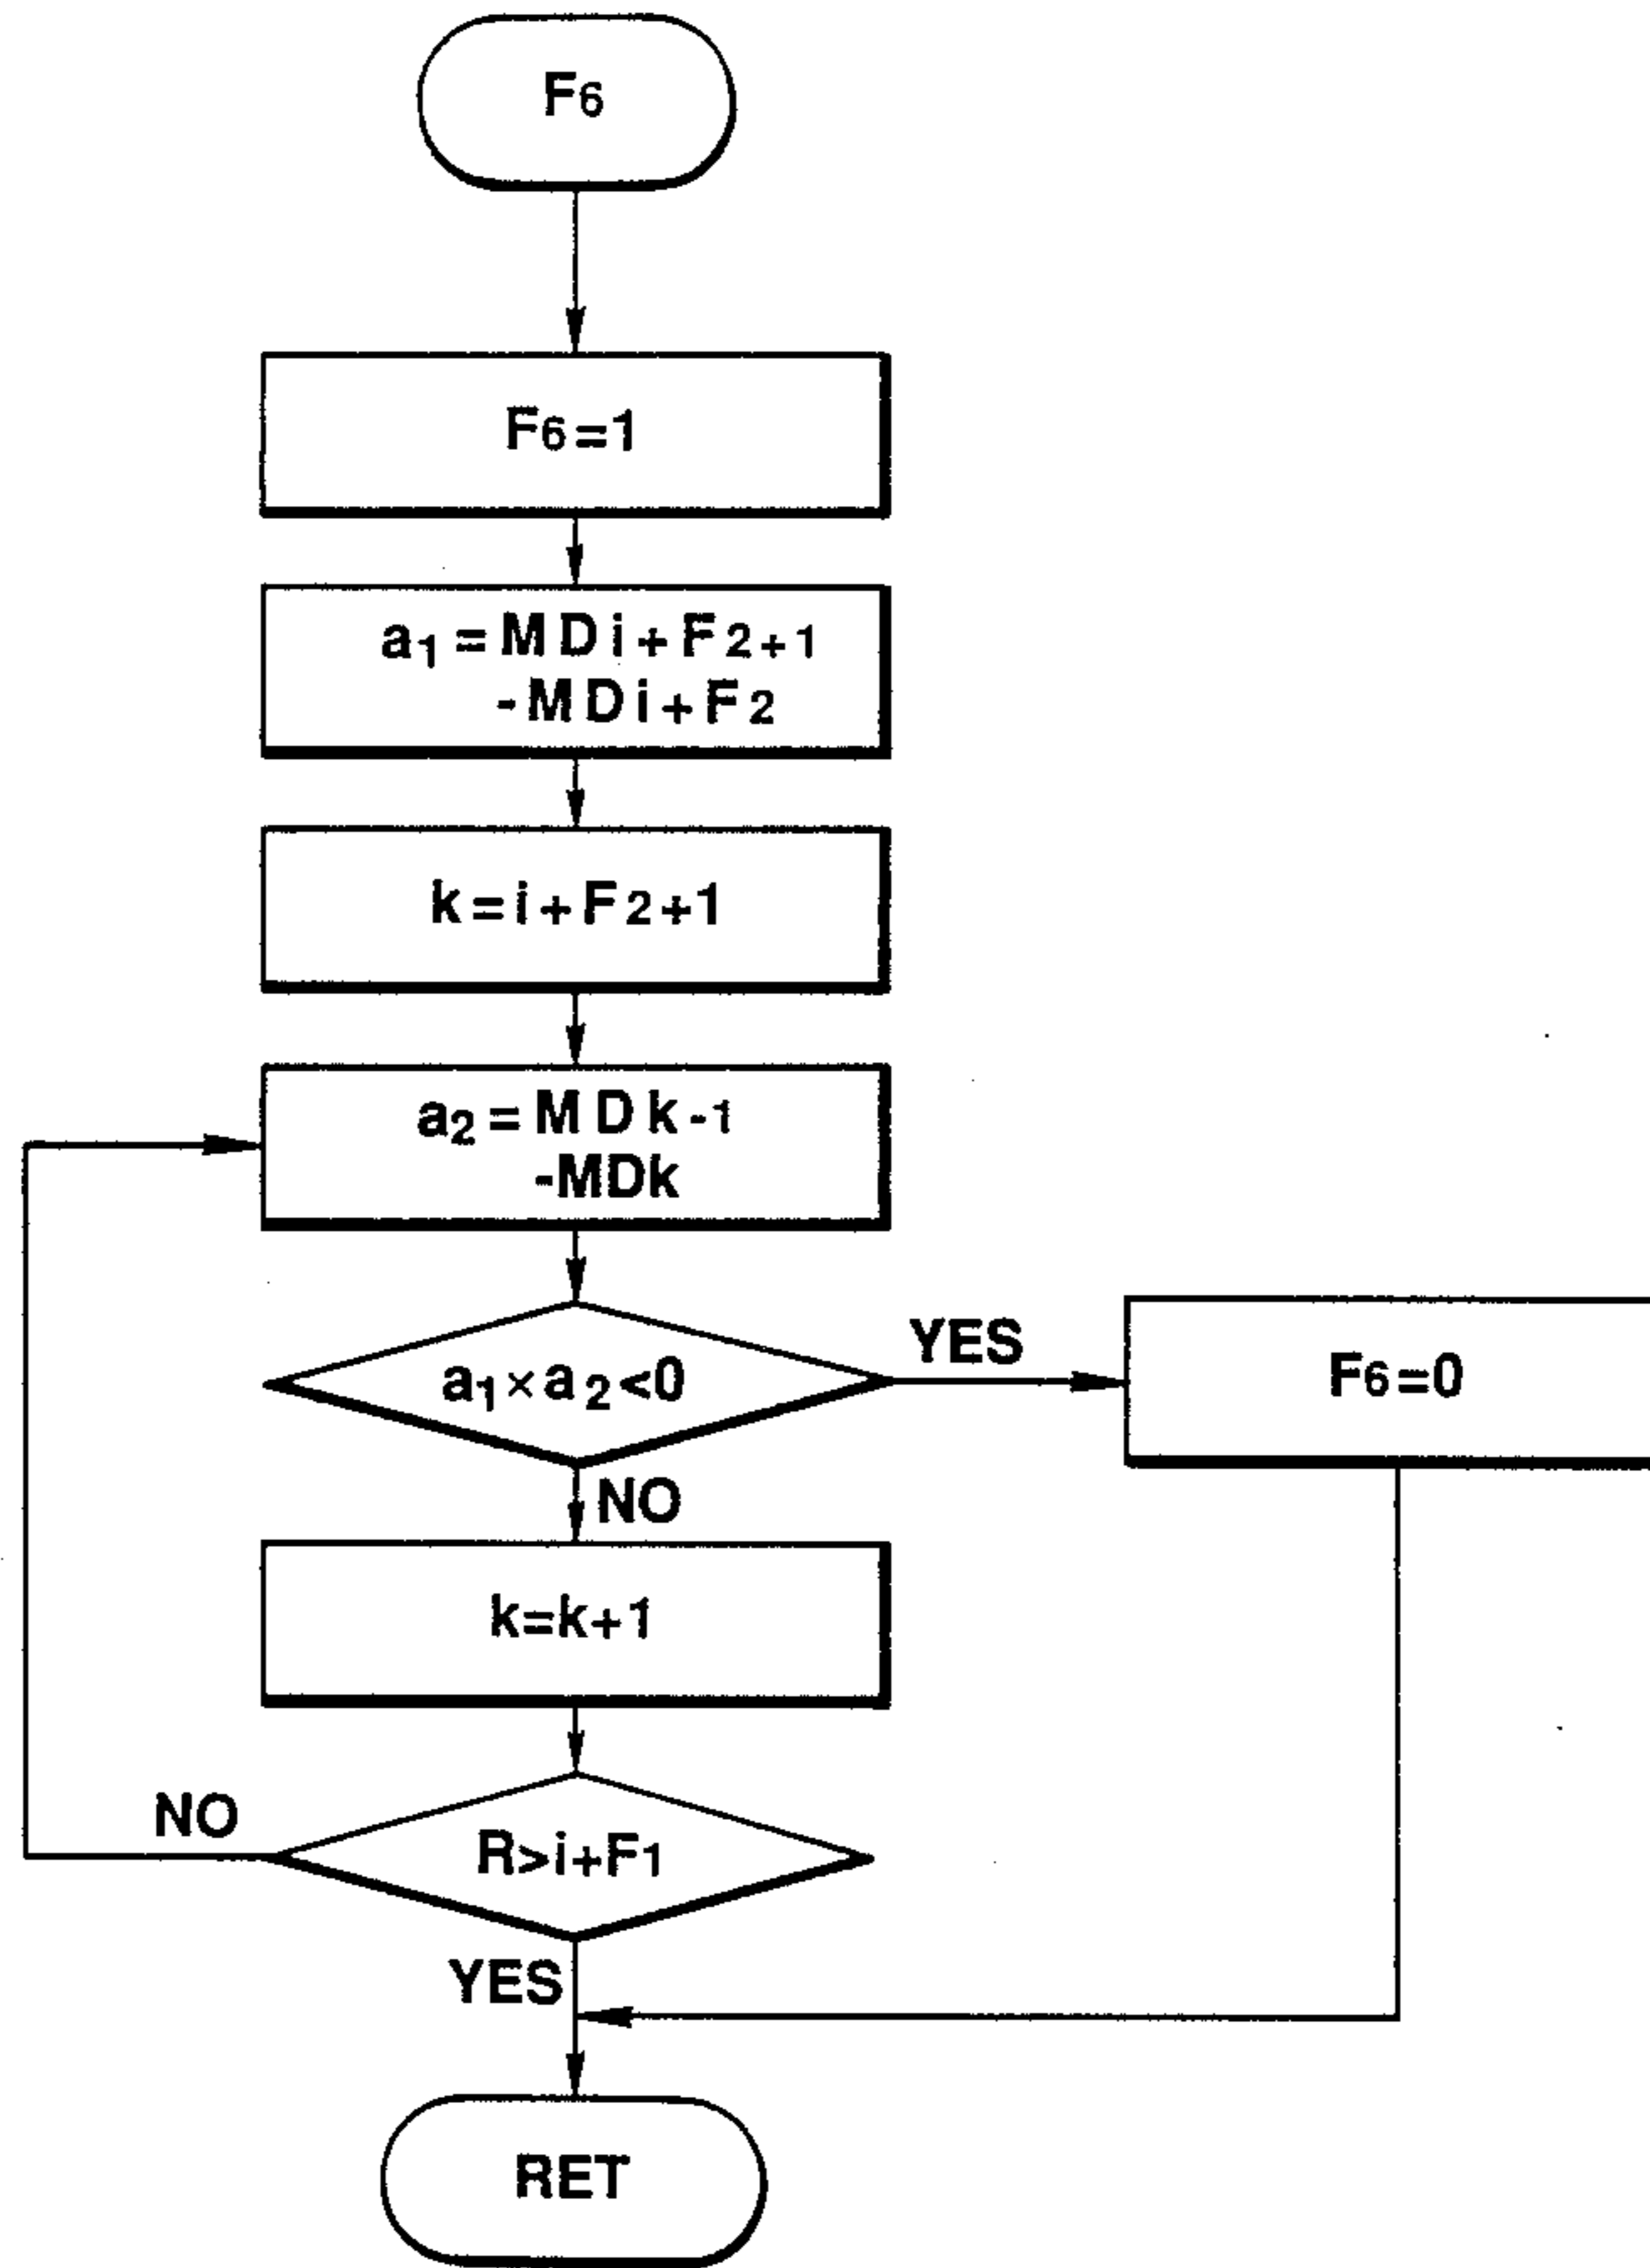 F6
F6=1
a1=MDi+F2+1
-MDi+F2
k=i+F2+1
a2=MDk-1
-MDk
a1×a2<0
YES
F6=0
NO
k=k+1
NO
R>i+F1
YES
RET